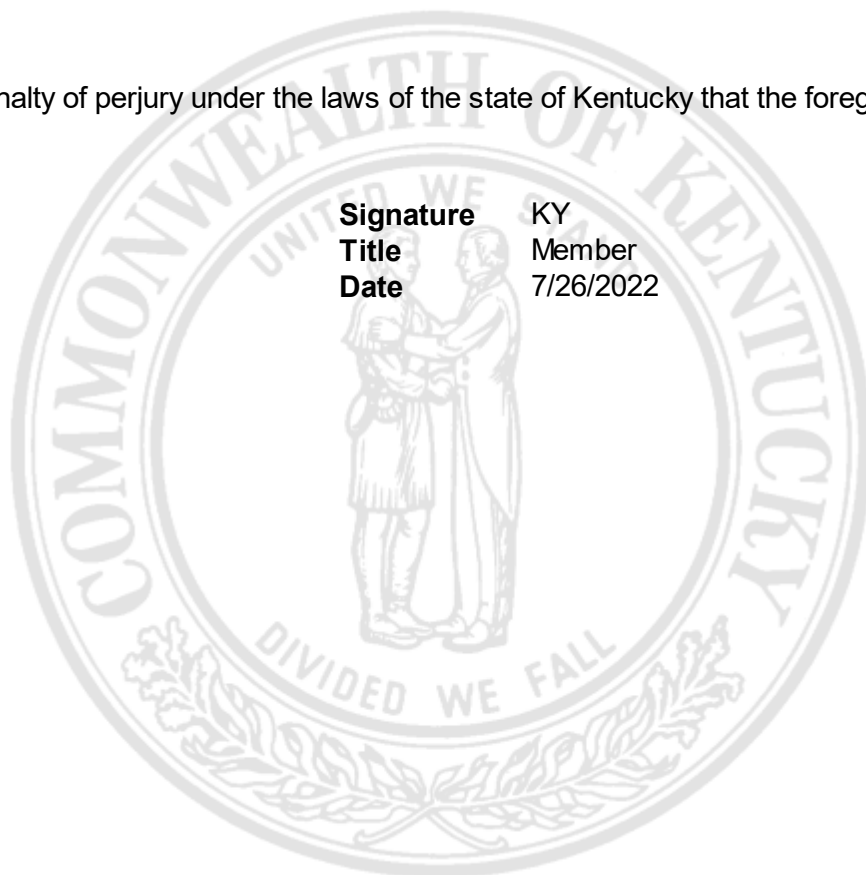 nalty of perjury under the laws of the state of Kentucky that the foreg
Signature KY
Title Member
Date 7/26/2022
COMMONWEALTH OF KENTUCKY
UNITED WE STAND
DIVIDED WE FALL